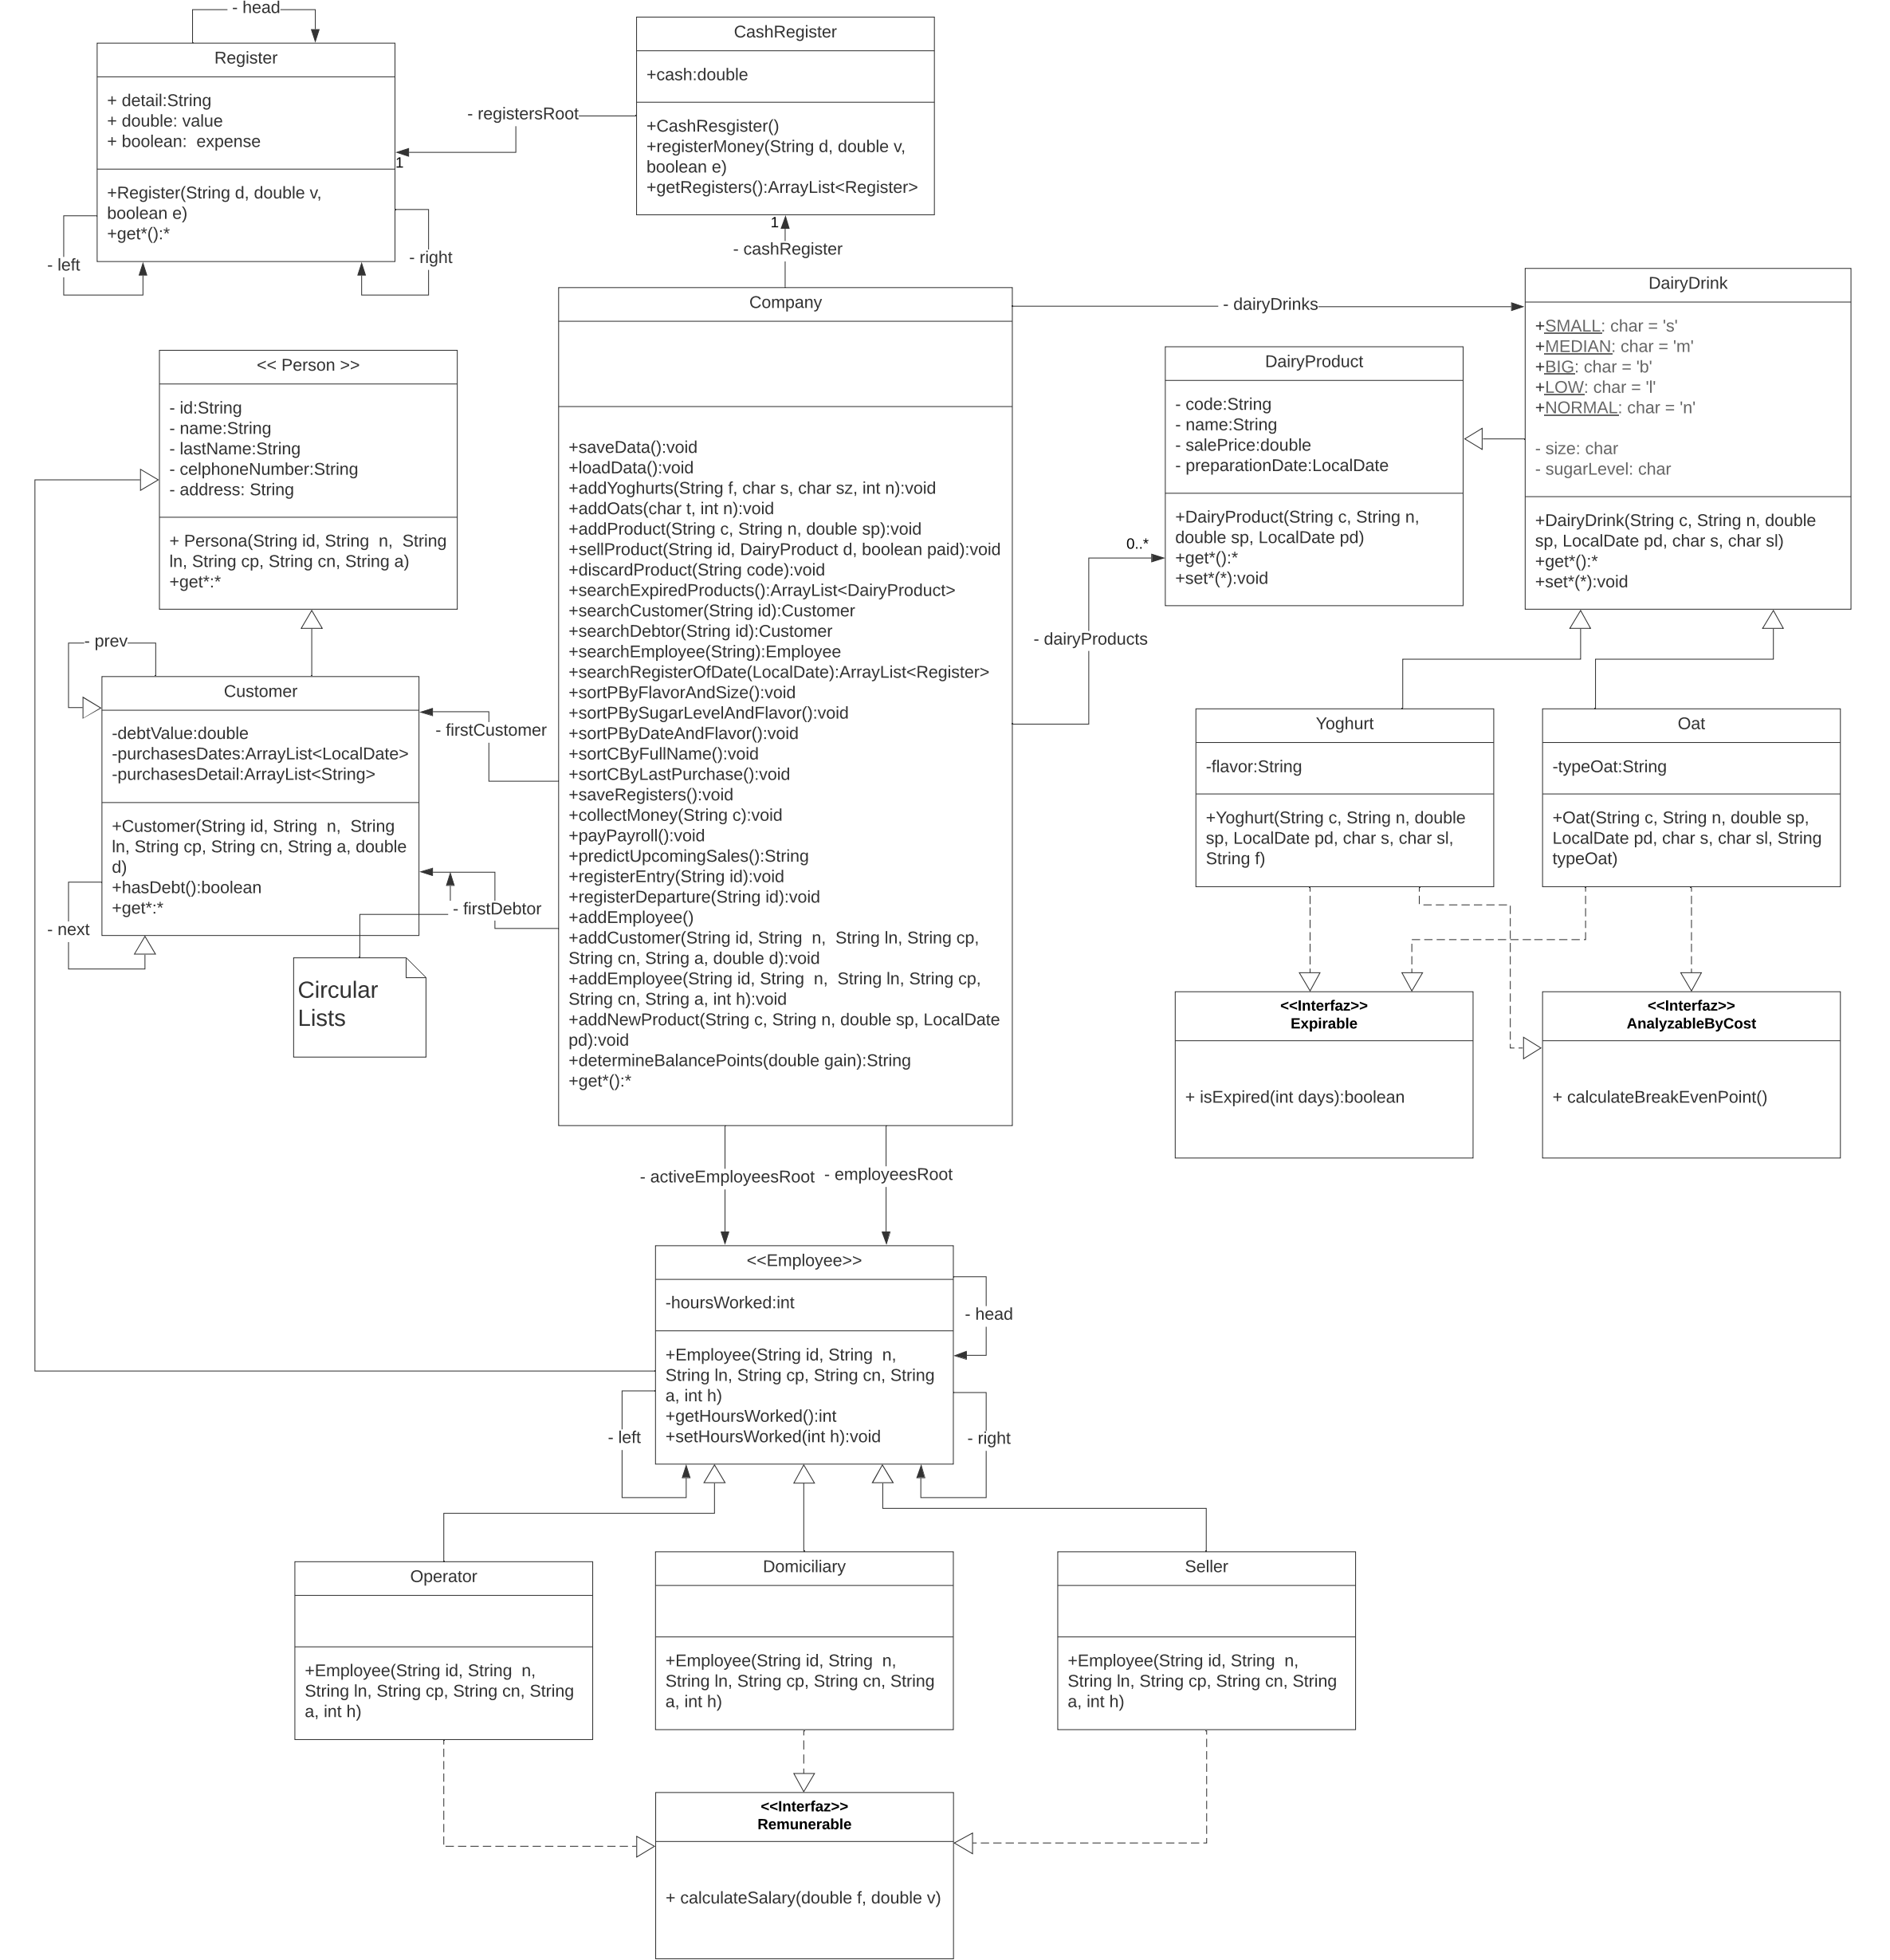 - head
Register
+ detail:String
+ double: value
+ boolean:  expense
+Register(String d, double v,
boolean e)
+get*():*
- left
- right
- registersRoot
1
CashRegister
+cash:double
+CashResgister()
+registerMoney(String d, double v,
boolean e)
+getRegisters():ArrayList<Register>
1
- cashRegister
Company
+saveData():void
+loadData():void
+addYoghurts(String f, char s, char sz, int n):void
+addOats(char t, int n):void
+addProduct(String c, String n, double sp):void
+sellProduct(String id, DairyProduct d, boolean paid):void
+discardProduct(String code):void
+searchExpiredProducts():ArrayList<DairyProduct>
+searchCustomer(String id):Customer
+searchDebtor(String id):Customer
+searchEmployee(String):Employee
+searchRegisterOfDate(LocalDate):ArrayList<Register>
+sortPByFlavorAndSize():void
+sortPBySugarLevelAndFlavor():void
+sortPByDateAndFlavor():void
+sortCByFullName():void
+sortCByLastPurchase():void
+saveRegisters():void
+collectMoney(String c):void
+payPayroll():void
+predictUpcomingSales():String
+registerEntry(String id):void
+registerDeparture(String id):void
+addEmployee()
+addCustomer(String id, String  n,  String ln, String cp,
String cn, String a, double d):void
+addEmployee(String id, String  n,  String ln, String cp,
String cn, String a, int h):void
+addNewProduct(String c, String n, double sp, LocalDate
pd):void
+determineBalancePoints(double gain):String
+get*():*
- dairyDrinks
DairyDrink
+SMALL: char = 's'
+MEDIAN: char = 'm'
+BIG: char = 'b'
+LOW: char = 'l'
+NORMAL: char = 'n'
- size: char
- sugarLevel: char
+DairyDrink(String c, String n, double
sp, LocalDate pd, char s, char sl)
+get*():*
+set*(*):void
DairyProduct
- code:String
- name:String
- salePrice:double
- preparationDate:LocalDate
+DairyProduct(String c, String n,
double sp, LocalDate pd)
+get*():*
+set*(*):void
0..*
- dairyProducts
<< Person >>
- id:String
- name:String
- lastName:String
- celphoneNumber:String
- address: String
+ Persona(String id, String  n,  String
ln, String cp, String cn, String a)
+get*:*
- prev
Customer
-debtValue:double
-purchasesDates:ArrayList<LocalDate>
-purchasesDetail:ArrayList<String>
+Customer(String id, String  n,  String
ln, String cp, String cn, String a, double
d)
+hasDebt():boolean
+get*:*
- next
- firstCustomer
- firstDebtor
Circular
Lists
Yoghurt
-flavor:String
+Yoghurt(String c, String n, double
sp, LocalDate pd, char s, char sl,
String f)
Oat
-typeOat:String
+Oat(String c, String n, double sp,
LocalDate pd, char s, char sl, String
typeOat)
<<Interfaz>>
Expirable
+ isExpired(int days):boolean
<<Interfaz>>
AnalyzableByCost
+ calculateBreakEvenPoint()
- activeEmployeesRoot
- employeesRoot
<<Employee>>
-hoursWorked:int
+Employee(String id, String  n,
String ln, String cp, String cn, String
a, int h)
+getHoursWorked():int
+setHoursWorked(int h):void
- head
- left
- right
Operator
+Employee(String id, String  n,
String ln, String cp, String cn, String
a, int h)
Domiciliary
+Employee(String id, String  n,
String ln, String cp, String cn, String
a, int h)
Seller
+Employee(String id, String  n,
String ln, String cp, String cn, String
a, int h)
<<Interfaz>>
Remunerable
+ calculateSalary(double f, double v)